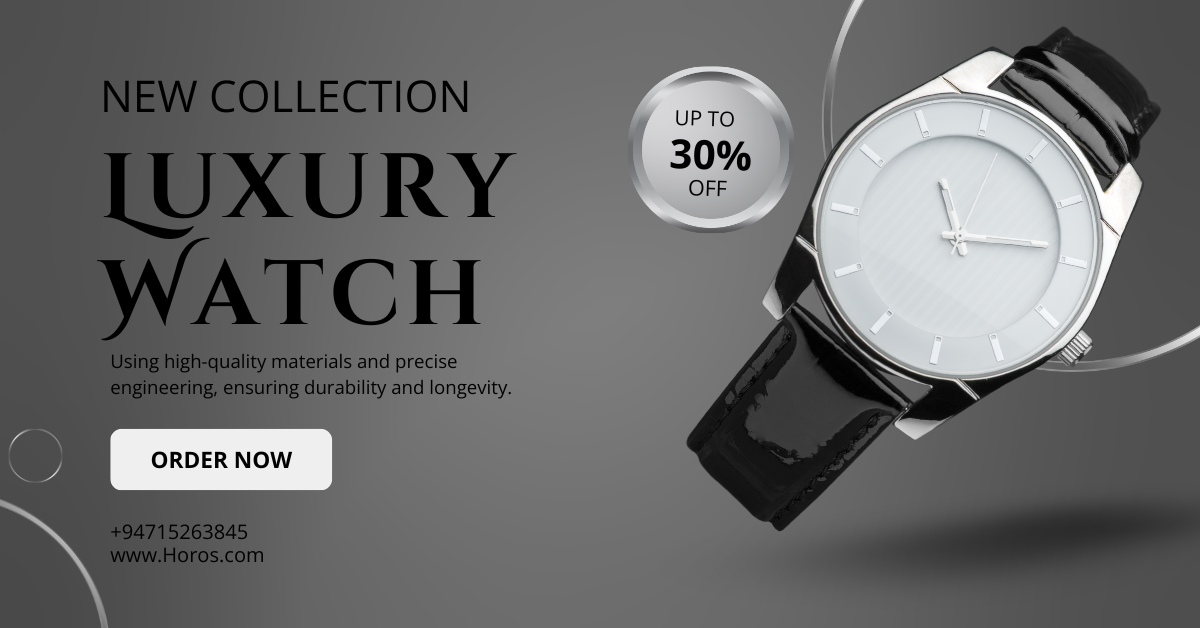 NEW COLLECTION
LUXURY
WATCH
Using high-quality materials and precise
engineering, ensuring durability and longevity.
ORDER NOW
+94715263845
www.Horos.com
UP TO
30%
OFF